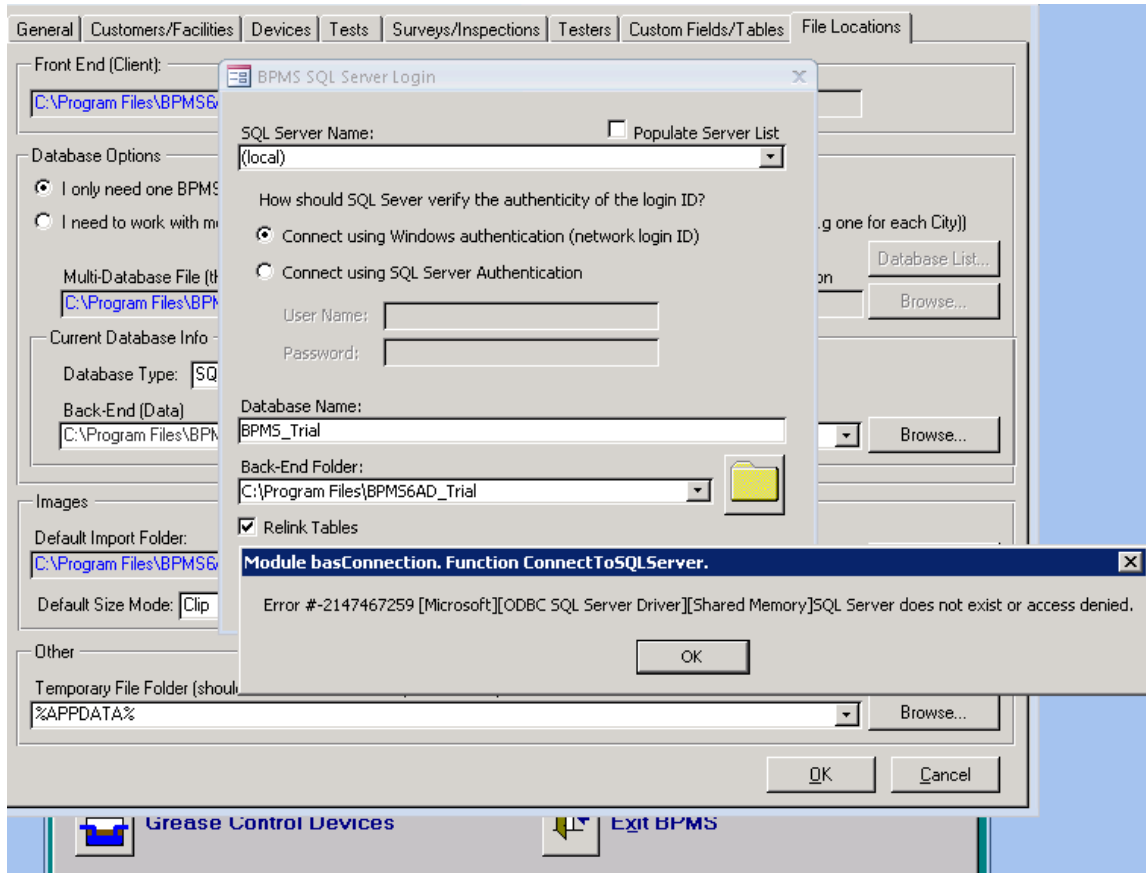 General Customers/Facilities Devices Tests Surveys/Inspections Testers Custom Fields/Tables File Locations
Front End (Client):
C:\Program Files\BPMS6
BPMS SQL Server Login
SQL Server Name:
Populate Server List
(local)
How should SQL Sever verify the authenticity of the login ID?
Connect using Windows authentication (network login ID)
Connect using SQL Server Authentication
User Name:
Password:
Database Name:
BPMS_Trial
Back-End Folder:
C:\Program Files\BPMS6AD_Trial
Relink Tables
Database Options
I only need one BPMS
I need to work with m
.g one for each City))
Database List...
Multi-Database File (th
on
C:\Program Files\BPM
Browse...
Current Database Info
Database Type: SQ
Back-End (Data)
C:\Program Files\BPM
Browse...
Images
Default Import Folder:
C:\Program Files\BPMS6
Default Size Mode: Clip
Module basConnection. Function ConnectToSQLServer.
Error #-2147467259 [Microsoft][ODBC SQL Server Driver][Shared Memory]SQL Server does not exist or access denied.
OK
Other
Temporary File Folder (shoul
%APPDATA%
Browse...
OK Cancel
Grease Control Devices Exit BPMS